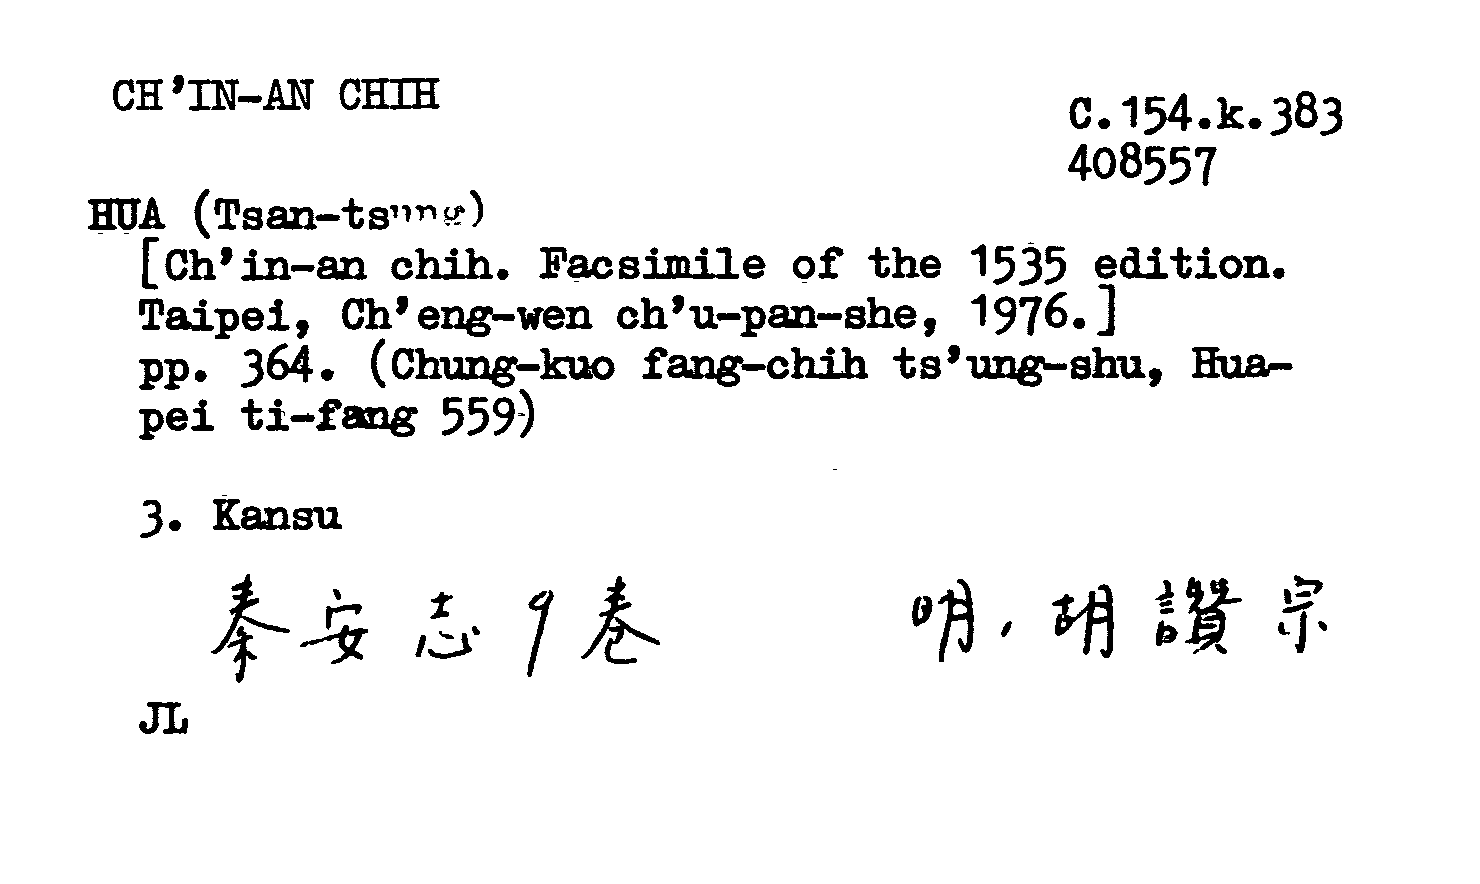 CH'IN-AN CHIH
C.154.k.383
408557
HUA (Tsan-tsung)
[Ch'in-an chih. Facsimile of the 1535 edition.
Taipei, Ch'eng-wen ch'u-pan-she, 1976.]
pp. 364. (Chung-kuo fang-chih ts'ung-shu, Hua-
pei ti-fang 559)
3. Kansu
秦安志9卷 明，胡讚宗
JL